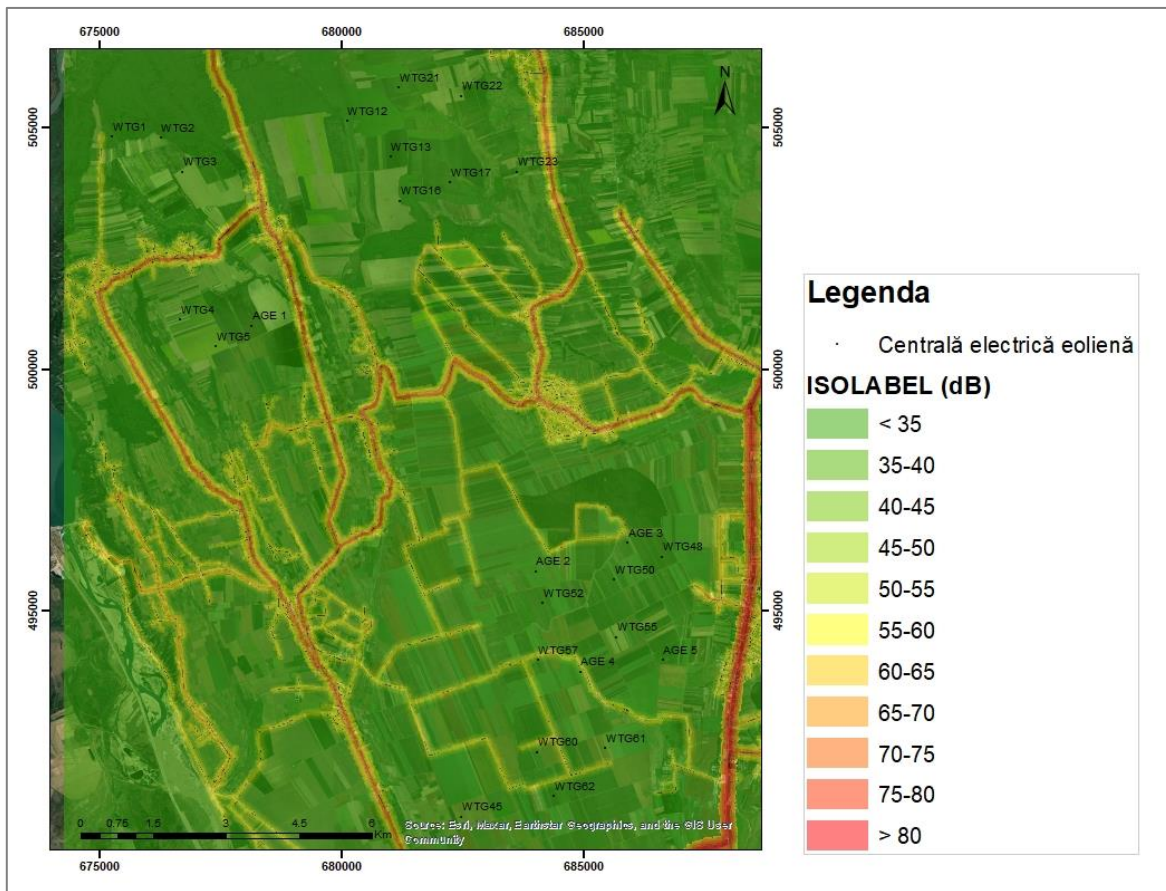 675000 680000 685000
N
505000
505000
WTG21
WTG22
WTG12
WTG1
WTG2
WTG13
WTG3
WTG17
WTG23
WTG16
WTG4
AGE 1
WTG5
500000
500000
AGE 3
WTG48
AGE 2
WTG50
WTG52
495000
495000
WTG55
WTG57
AGE 4
AGE 5
WTG60
WTG61
WTG62
WTG45
0 0.75 1.5 3 4.5 6
Km
Source: Esri, Maxar, Earthstar Geographics, and the GIS User
Community
675000 680000 685000
Legenda
Centrală electrică eoliană
ISOLABEL (dB)
< 35
35-40
40-45
45-50
50-55
55-60
60-65
65-70
70-75
75-80
> 80